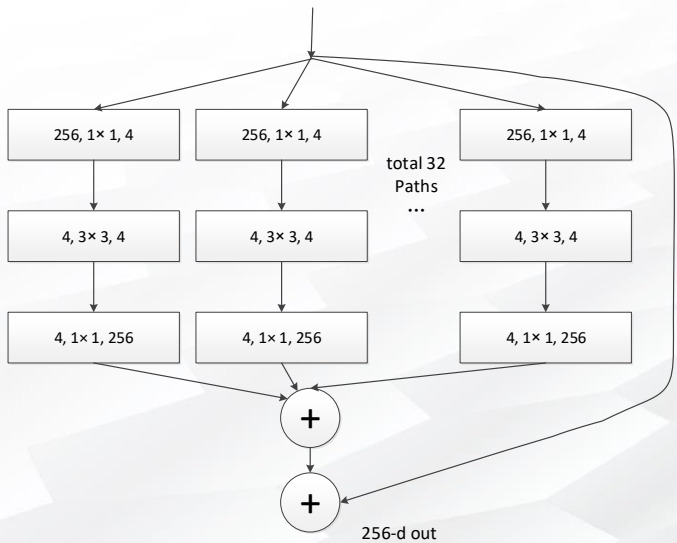 256, 1× 1, 4
256, 1× 1, 4
256, 1× 1, 4
total 32
Paths
...
4, 3× 3, 4
4, 3× 3, 4
4, 3× 3, 4
4, 1× 1, 256
4, 1× 1, 256
4, 1× 1, 256
+
+
256-d out